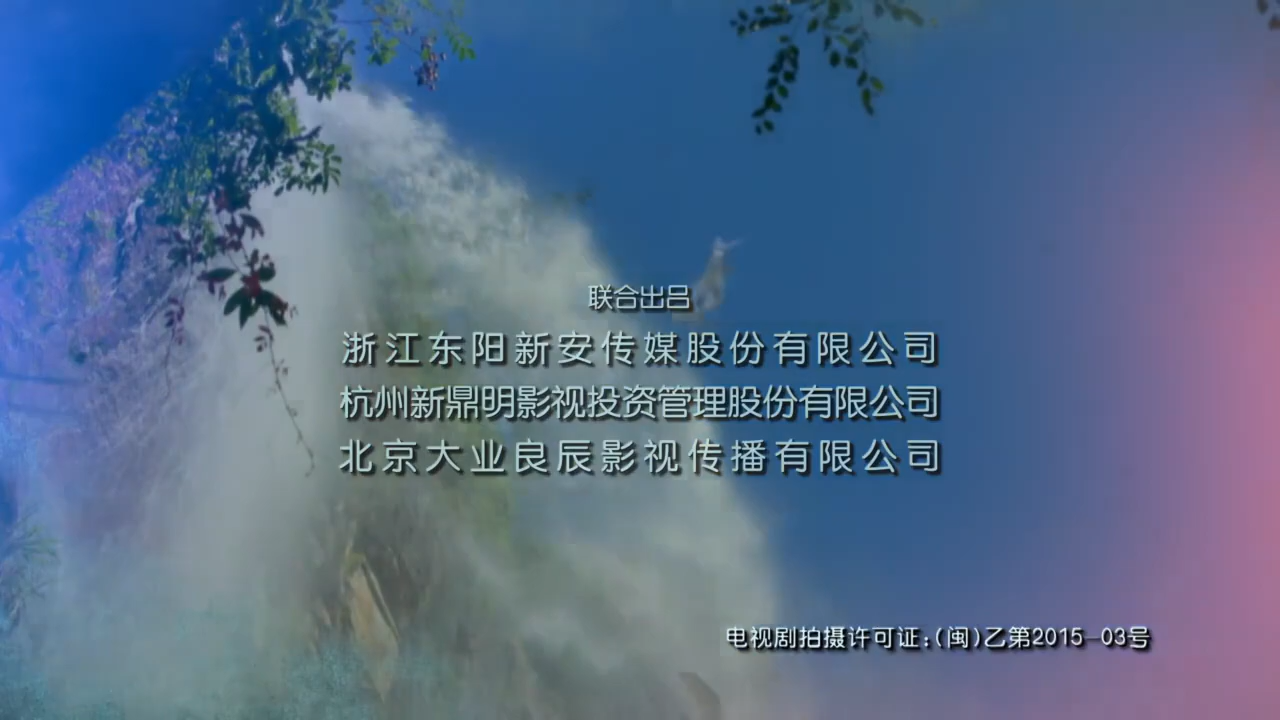 联合出品
浙江东阳新安传媒股份有限公司
杭州新鼎明影视投资管理股份有限公司
北京大业良辰影视传播有限公司
电视剧拍摄许可证:(闽)乙第2015-03号